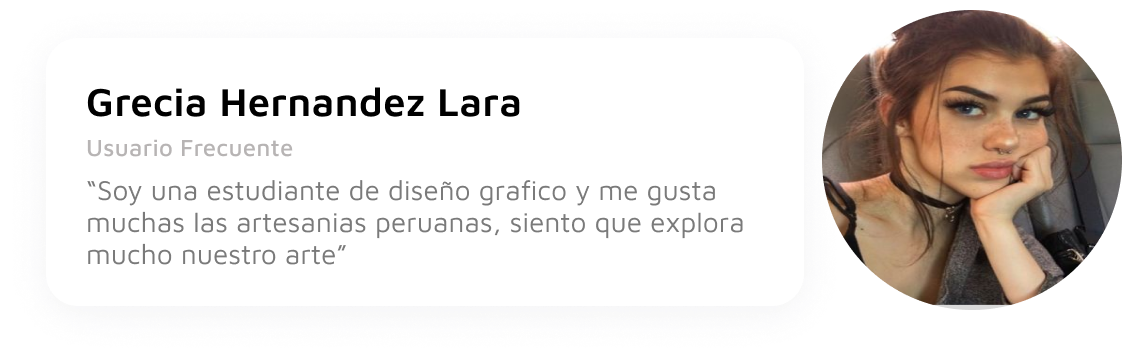 Grecia Hernandez Lara
Usuario Frecuente
“Soy una estudiante de diseño grafico y me gusta
muchas las artesanias peruanas, siento que explora
mucho nuestro arte”